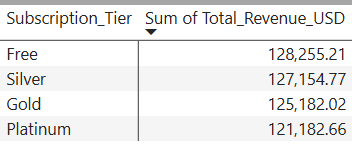 Subscription_Tier Sum of Total_Revenue_USD
Free 128,255.21
Silver 127,154.77
Gold 125,182.02
Platinum 121,182.66